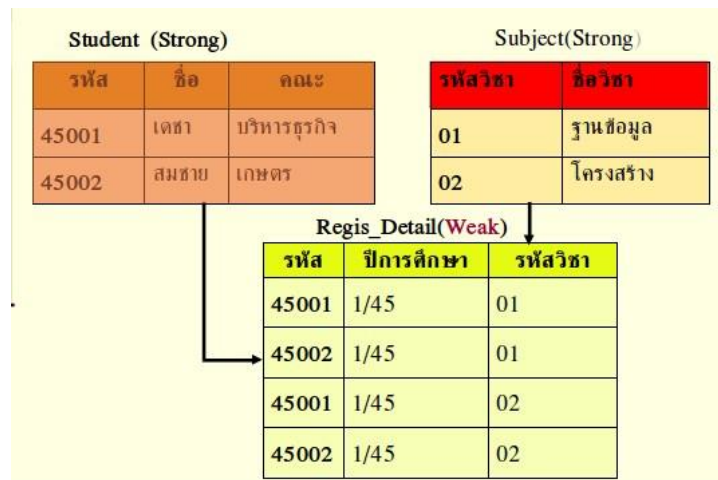 Student (Strong)
รหัส ชื่อ คณะ
45001 เดชา บริหารธุรกิจ
45002 สมชาย เกษตร
Subject(Strong)
รหัสวิชา ชื่อวิชา
01 ฐานข้อมูล
02 โครงสร้าง
Regis_Detail(Weak)
รหัส ปีการศึกษา รหัสวิชา
45001 1/45 01
45002 1/45 01
45001 1/45 02
45002 1/45 02